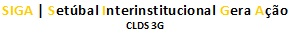 SIGA | Setúbal Interinstitucional Gera Ação
CLDS 3G